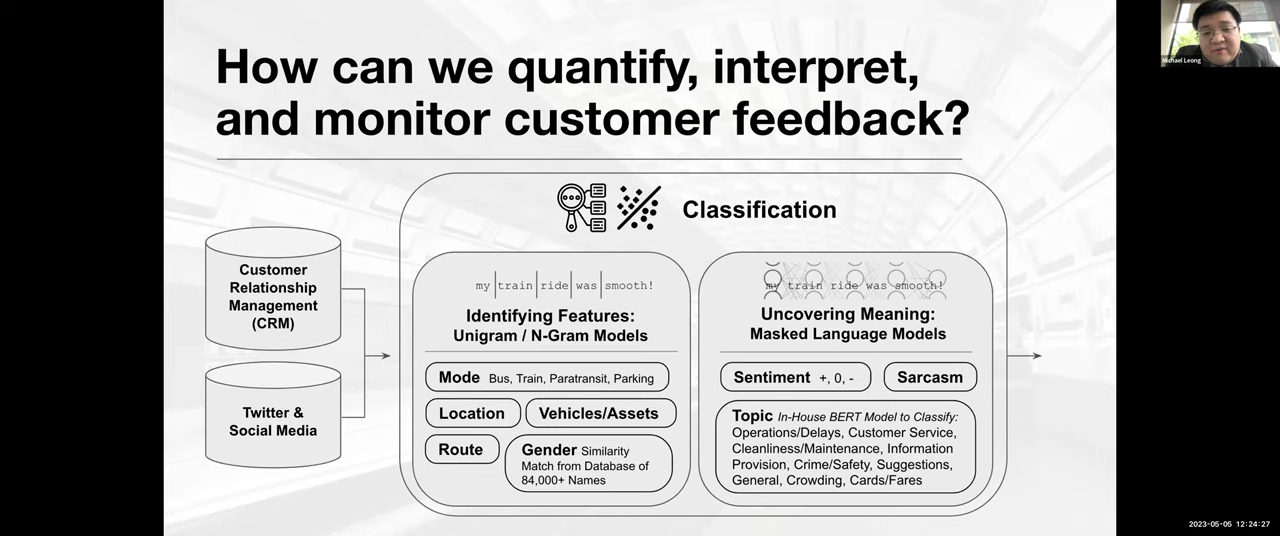 How can we quantify, interpret,
and monitor customer feedback?
Michael Leong
Classification
Customer
Relationship
Management
(CRM)
Twitter &
Social Media
my train ride was smooth!
Identifying Features:
Unigram / N-Gram Models
Mode Bus, Train, Paratransit, Parking
Location
Vehicles/Assets
Route
Gender Similarity
Match from Database of
84,000+ Names
my train ride was smooth!
Uncovering Meaning:
Masked Language Models
Sentiment +, 0, -
Sarcasm
Topic In-House BERT Model to Classify:
Operations/Delays, Customer Service,
Cleanliness/Maintenance, Information
Provision, Crime/Safety, Suggestions,
General, Crowding, Cards/Fares
2023-05-05 12:24:27